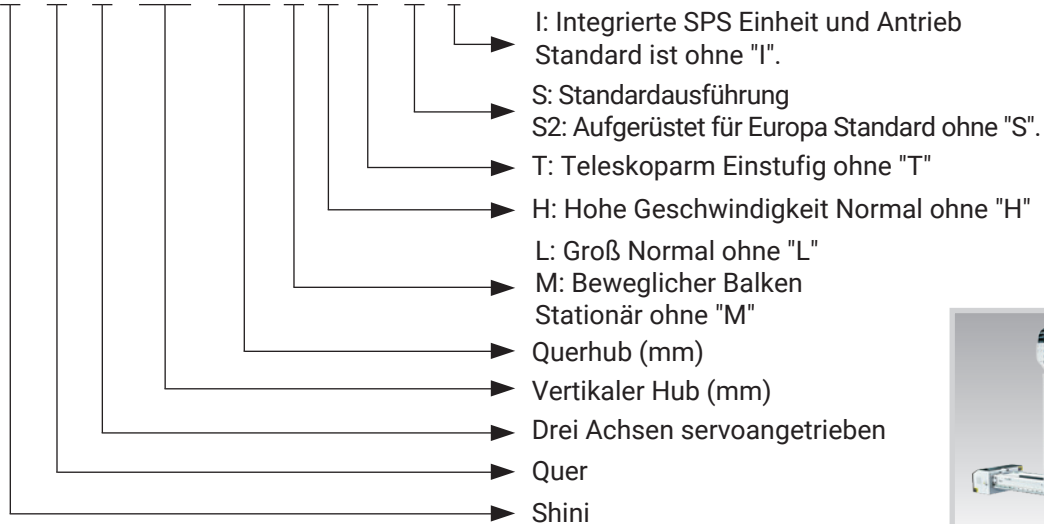 I: Integrierte SPS Einheit und Antrieb
Standard ist ohne "I".
S: Standardausführung
S2: Aufgerüstet für Europa Standard ohne "S".
T: Teleskoparm Einstufig ohne "T"
H: Hohe Geschwindigkeit Normal ohne "H"
L: Groß Normal ohne "L"
M: Beweglicher Balken
Stationär ohne "M"
Querhub (mm)
Vertikaler Hub (mm)
Drei Achsen servoangetrieben
Quer
Shini